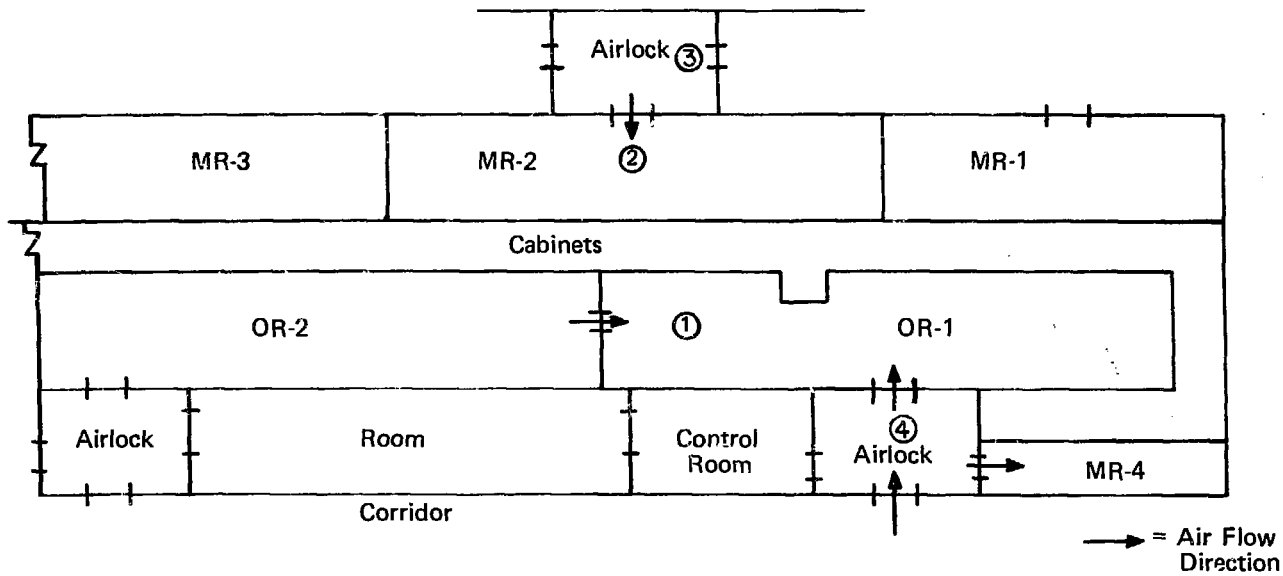 Airlock ③
MR-3
MR-2
②
MR-1
Cabinets
OR-2
①
OR-1
Airlock
Room
Control
Room
④
Airlock
MR-4
Corridor
= Air Flow
Direction